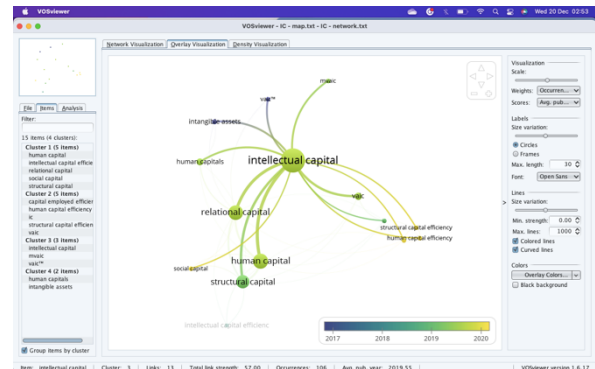 VOSviewer
Wed 20 Dec 02:53
VOSviewer - IC - map.txt - IC - network.txt
Network Visualization
Overlay Visualization
Density Visualization
File
Items
Analysis
Filter:
15 items (4 clusters):
Cluster 1 (5 items)
human capital
intellectual capital efficie
relational capital
social capital
structural capital
Cluster 2 (5 items)
capital employed efficien
human capital efficiency
ic
structural capital efficien
vaic
Cluster 3 (3 items)
intellectual capital
mvaic
vaic™
Cluster 4 (2 items)
human capitals
intangible assets
Group items by cluster
mvaic
vaic™
intangible assets
human capitals
intellectual capital
vaic
relational capital
structural capital efficiency
human capital efficiency
human capital
social capital
structural capital
intellectual capital efficienc
2017
2018
2019
2020
Visualization
Scale:
Weights:
Occurren...
Scores:
Avg. pub...
Labels
Size variation:
Circles
Frames
Max. length:
30
Font:
Open Sans
Lines
Size variation:
Min. strength:
0.00
Max. lines:
1000
Colored lines
Curved lines
Colors
Overlay Colors...
Black background
Item: intellectual capital
Cluster: 3
Links: 13
Total link strength: 57.00
Occurrences: 106
Avg. pub. year: 2019.55
VOSviewer version 1.6.17